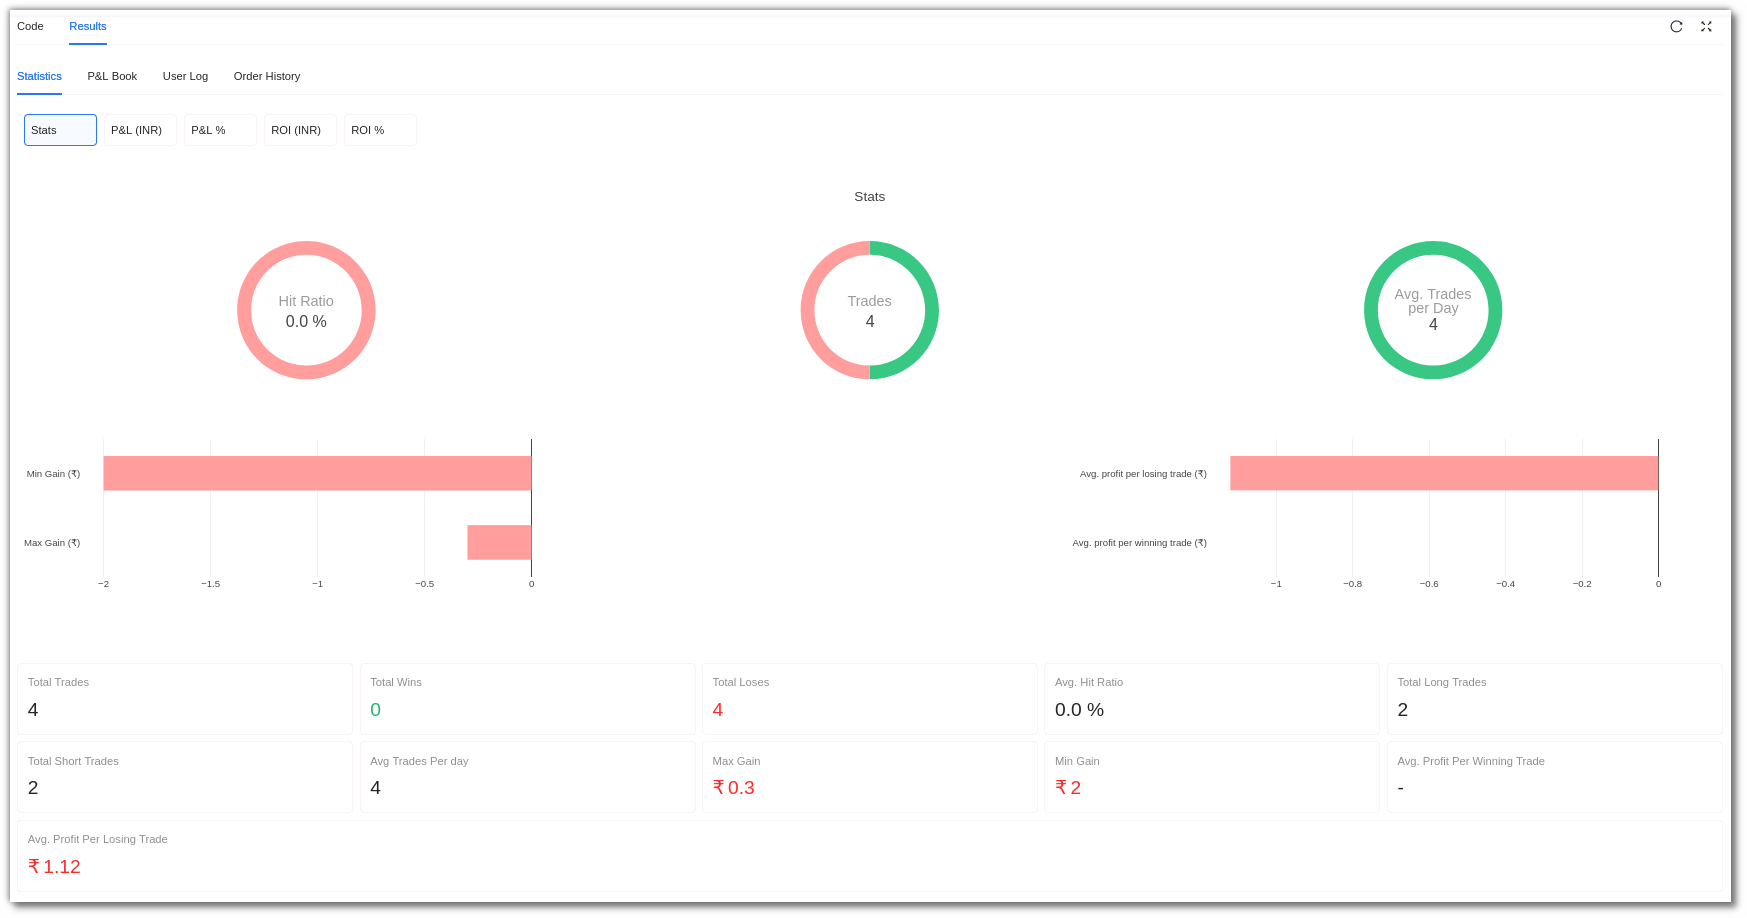 Code Results
Statistics P&L Book User Log Order History
Stats P&L (INR) P&L % ROI (INR) ROI %
Stats
Hit Ratio
0.0 %
Trades
4
Avg. Trades
per Day
4
Min Gain (₹)
Max Gain (₹)
−2 −1.5 −1 −0.5 0
Avg. profit per losing trade (₹)
Avg. profit per winning trade (₹)
−1 −0.8 −0.6 −0.4 −0.2 0
Total Trades
4
Total Wins
0
Total Loses
4
Avg. Hit Ratio
0.0 %
Total Long Trades
2
Total Short Trades
2
Avg Trades Per day
4
Max Gain
₹ 0.3
Min Gain
₹ 2
Avg. Profit Per Winning Trade
-
Avg. Profit Per Losing Trade
₹ 1.12